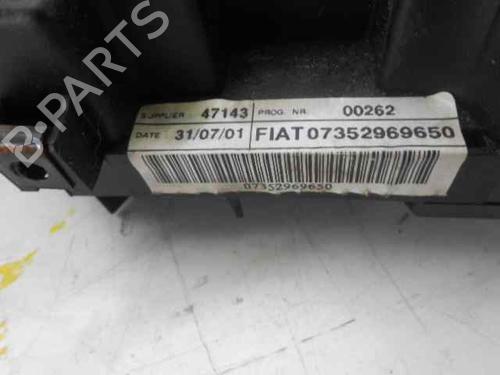 B-PARTS
SUPPLIER 47143 PROG. NR. 00262
DATE 31/07/01 FIAT 07352969650
07352969650